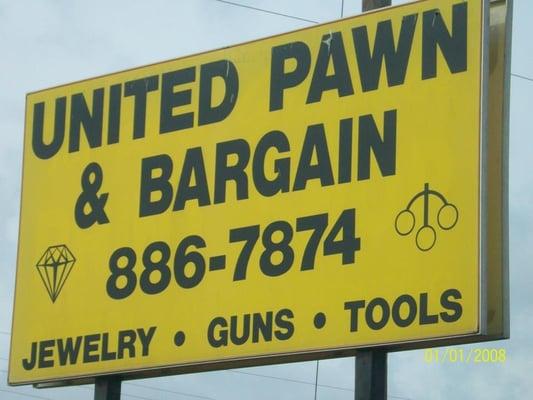 UNITED PAWN
& BARGAIN
886-7874
JEWELRY • GUNS • TOOLS
01/01/2008